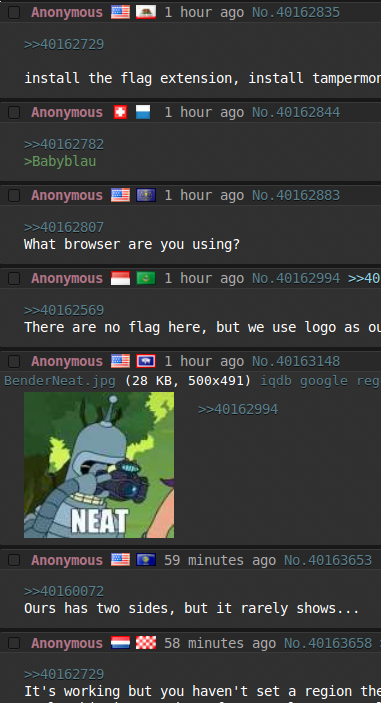 Anonymous 1 hour ago No.40162835
>>40162729
install the flag extension, install tampermon
Anonymous 1 hour ago No.40162844
>>40162782
>Babyblau
Anonymous 1 hour ago No.40162883
>>40162807
What browser are you using?
Anonymous 1 hour ago No.40162994 >>40
>>40162569
There are no flag here, but we use logo as ou
Anonymous 1 hour ago No.40163148
BenderNeat.jpg (28 KB, 500x491) iqdb google reg
>>40162994
NEAT
Anonymous 59 minutes ago No.40163653
>>40160072
Ours has two sides, but it rarely shows...
Anonymous 58 minutes ago No.40163658
>>40162729
It's working but you haven't set a region the